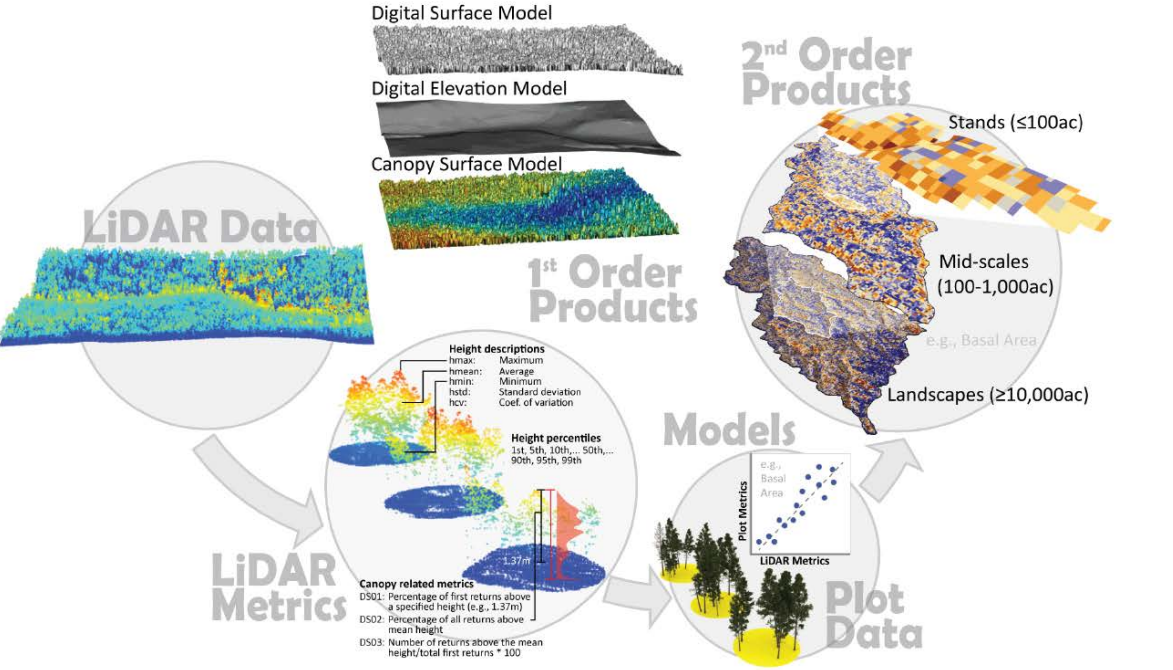 Digital Surface Model
Digital Elevation Model
Canopy Surface Model
1st Order
Products
2nd Order
Products
Stands (≤100ac)
Mid-scales
(100-1,000ac)
e.g., Basal Area
Landscapes (≥10,000ac)
LiDAR Data
LiDAR
Metrics
Height descriptions
hmax: Maximum
hmean: Average
hmin: Minimum
hstd: Standard deviation
hcv: Coef. of variation
Height percentiles
1st, 5th, 10th,... 50th,...
90th, 95th, 99th
1.37m
Canopy related metrics
DS01: Percentage of first returns above
a specified height (e.g., 1.37m)
DS02: Percentage of all returns above
mean height
DS03: Number of returns above the mean
height/total first returns * 100
Models
e.g.,
Basal
Area
Plot Metrics
LiDAR Metrics
Plot
Data